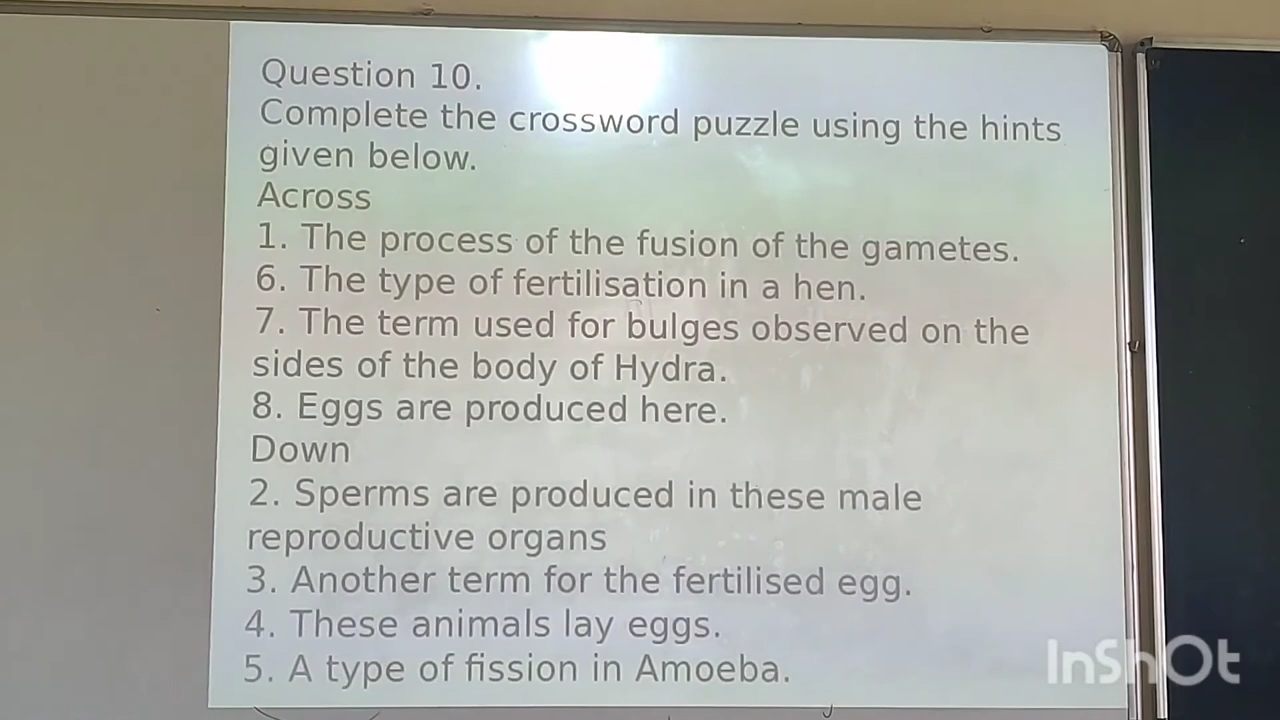 Question 10.
Complete the crossword puzzle using the hints
given below.
Across
1. The process of the fusion of the gametes.
6. The type of fertilisation in a hen.
7. The term used for bulges observed on the
sides of the body of Hydra.
8. Eggs are produced here.
Down
2. Sperms are produced in these male
reproductive organs
3. Another term for the fertilised egg.
4. These animals lay eggs.
5. A type of fission in Amoeba.
InShOt